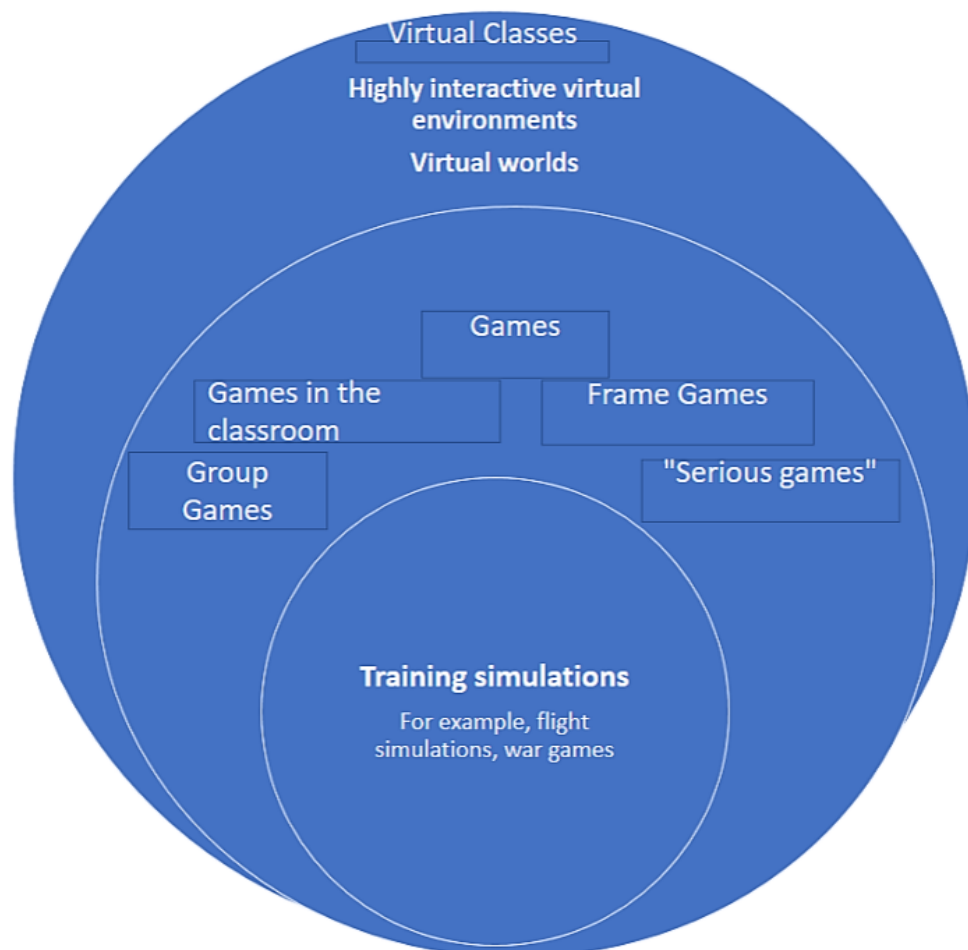 Virtual Classes
Highly interactive virtual
environments
Virtual worlds
Games
Games in the
classroom
Frame Games
Group
Games
"Serious games"
Training simulations
For example, flight
simulations, war games